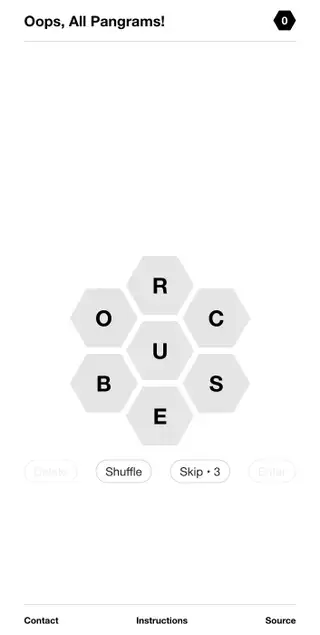 Oops, All Pangrams! 0
R
O C
U
B S
E
Delete Shuffle Skip • 3 Enter
Contact Instructions Source